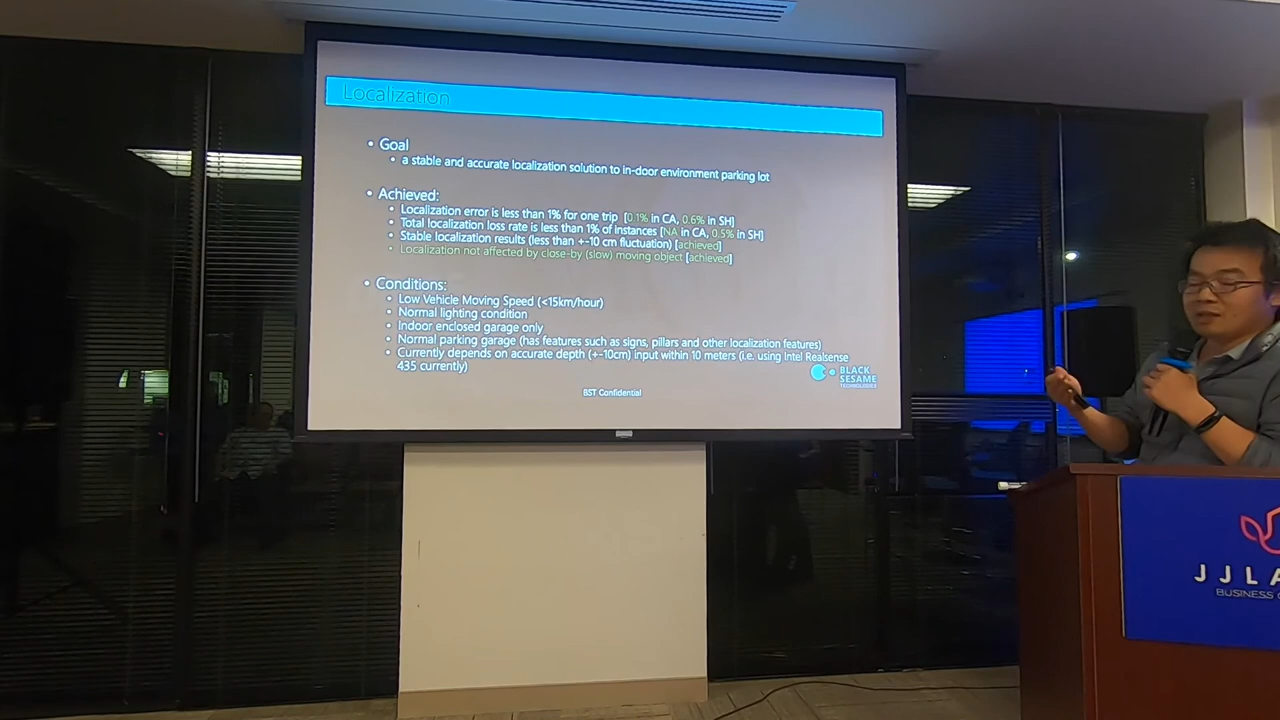 Localization
• Goal
• a stable and accurate localization solution to in-door environment parking lot
• Achieved:
• Localization error is less than 1% for one trip [0.1% in CA, 0.6% in SH]
• Total localization loss rate is less than 1% of instances [NA in CA, 0.5% in SH]
• Stable localization results (less than +-10 cm fluctuation) [achieved]
• Localization not affected by close-by (slow) moving object [achieved]
• Conditions:
• Low Vehicle Moving Speed (<15km/hour)
• Normal lighting condition
• Indoor enclosed garage only
• Normal parking garage (has features such as signs, pillars and other localization features)
• Currently depends on accurate depth (+-10cm) input within 10 meters (i.e. using Intel Realsense
435 currently)
BLACK
SESAME
TECHNOLOGIES
BST Confidential
JJLA
BUSINESS